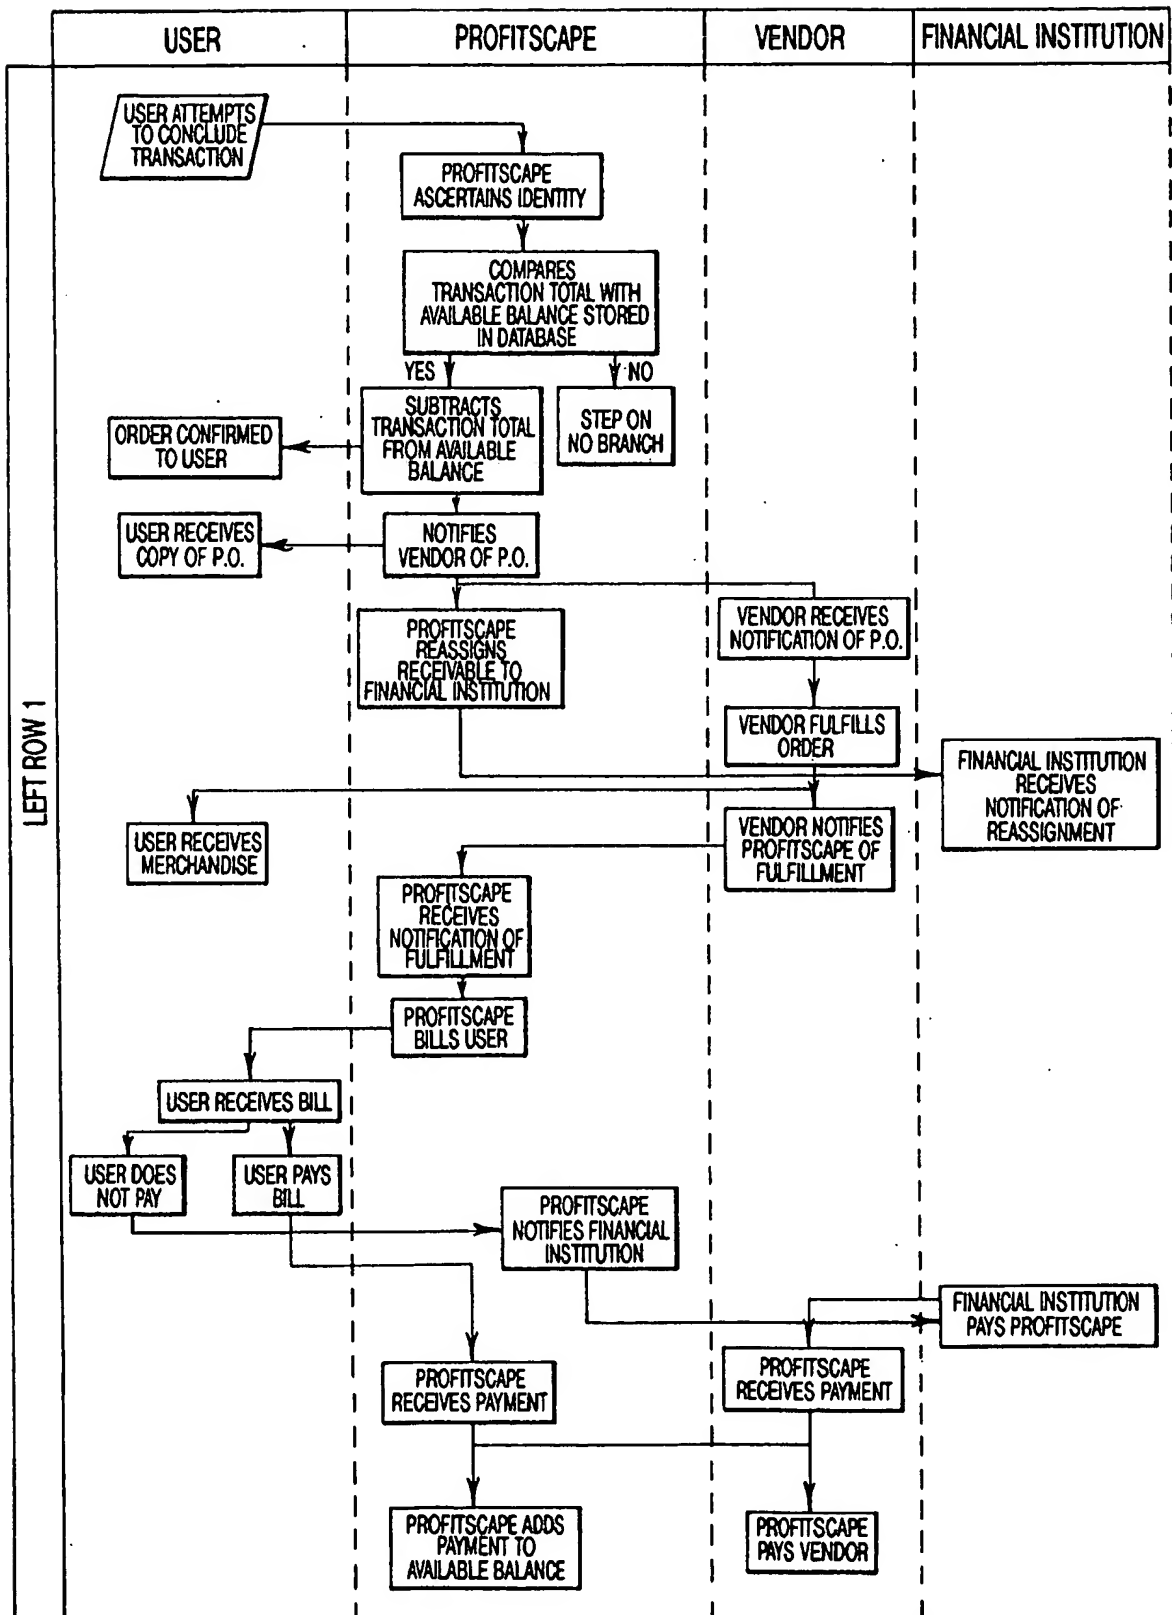 USER
PROFITSCAPE
VENDOR
FINANCIAL INSTITUTION
LEFT ROW 1
USER ATTEMPTS
TO CONCLUDE
TRANSACTION
PROFITSCAPE
ASCERTAINS IDENTITY
COMPARES
TRANSACTION TOTAL WITH
AVAILABLE BALANCE STORED
IN DATABASE
YES
NO
SUBTRACTS
TRANSACTION TOTAL
FROM AVAILABLE
BALANCE
STEP ON
NO BRANCH
ORDER CONFIRMED
TO USER
USER RECEIVES
COPY OF P.O.
NOTIFIES
VENDOR OF P.O.
PROFITSCAPE
REASSIGNS
RECEIVABLE TO
FINANCIAL INSTITUTION
VENDOR RECEIVES
NOTIFICATION OF P.O.
VENDOR FULFILLS
ORDER
FINANCIAL INSTITUTION
RECEIVES
NOTIFICATION OF
REASSIGNMENT
USER RECEIVES
MERCHANDISE
VENDOR NOTIFIES
PROFITSCAPE OF
FULFILLMENT
PROFITSCAPE
RECEIVES
NOTIFICATION OF
FULFILLMENT
PROFITSCAPE
BILLS USER
USER RECEIVES BILL
USER DOES
NOT PAY
USER PAYS
BILL
PROFITSCAPE
NOTIFIES FINANCIAL
INSTITUTION
FINANCIAL INSTITUTION
PAYS PROFITSCAPE
PROFITSCAPE
RECEIVES PAYMENT
PROFITSCAPE
RECEIVES PAYMENT
PROFITSCAPE ADDS
PAYMENT TO
AVAILABLE BALANCE
PROFITSCAPE
PAYS VENDOR